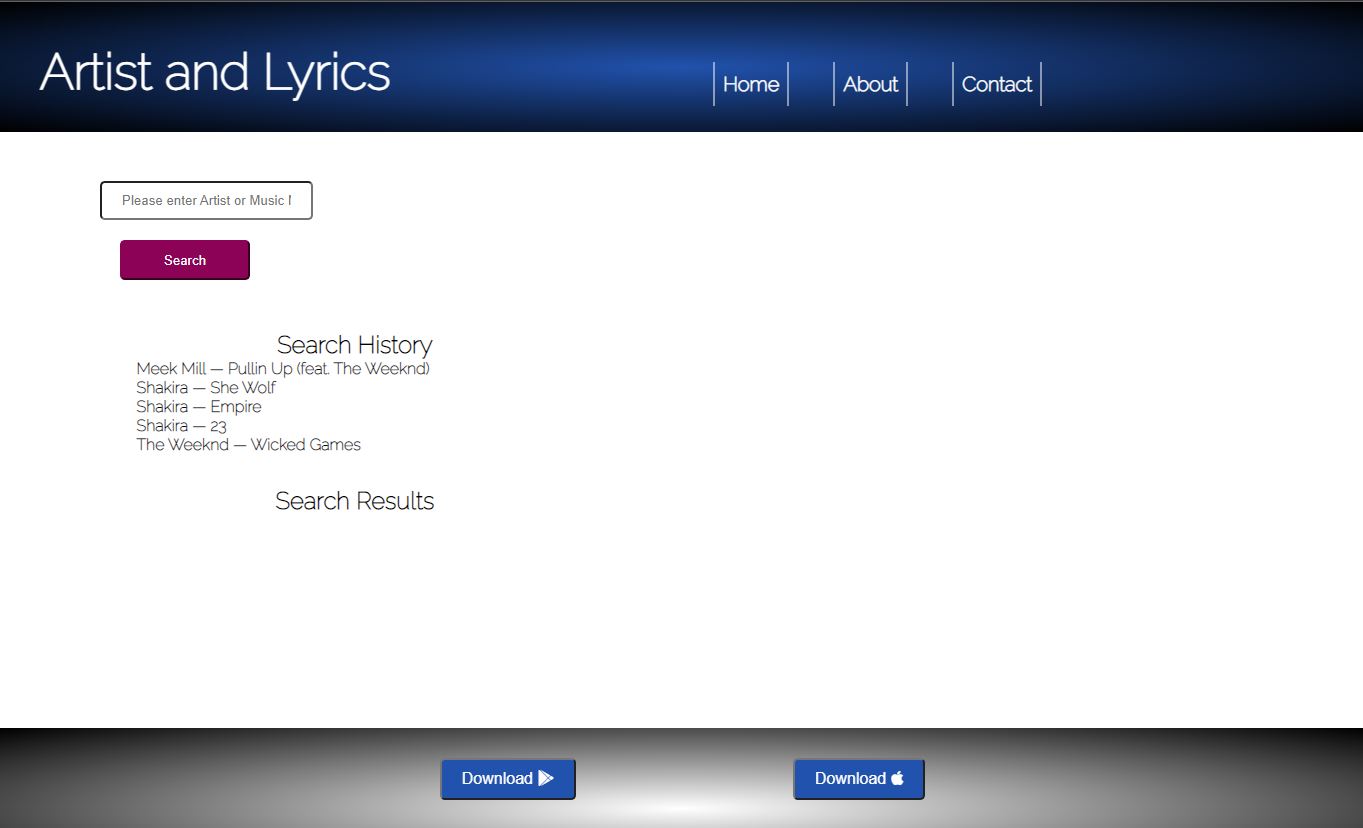 Artist and Lyrics
Home
About
Contact
Please enter Artist or Music
Search
Search History
Meek Mill — Pullin Up (feat. The Weeknd)
Shakira — She Wolf
Shakira — Empire
Shakira — 23
The Weeknd — Wicked Games
Search Results
Download
Download